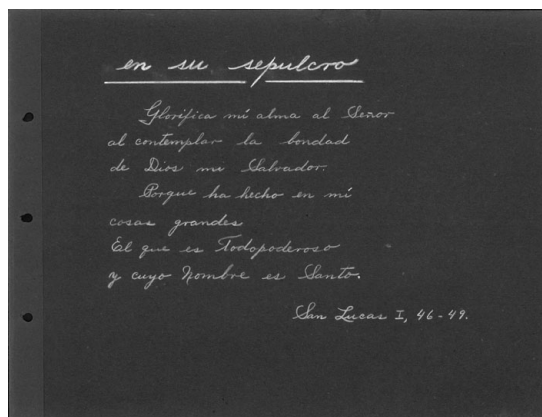 en su sepulcro
Glorifica mi alma al Señor
al contemplar la bondad
de Dios mi Salvador.
Porque ha hecho en mí
cosas grandes
El que es Todopoderoso
y cuyo Nombre es Santo.
San Lucas I, 46-49.